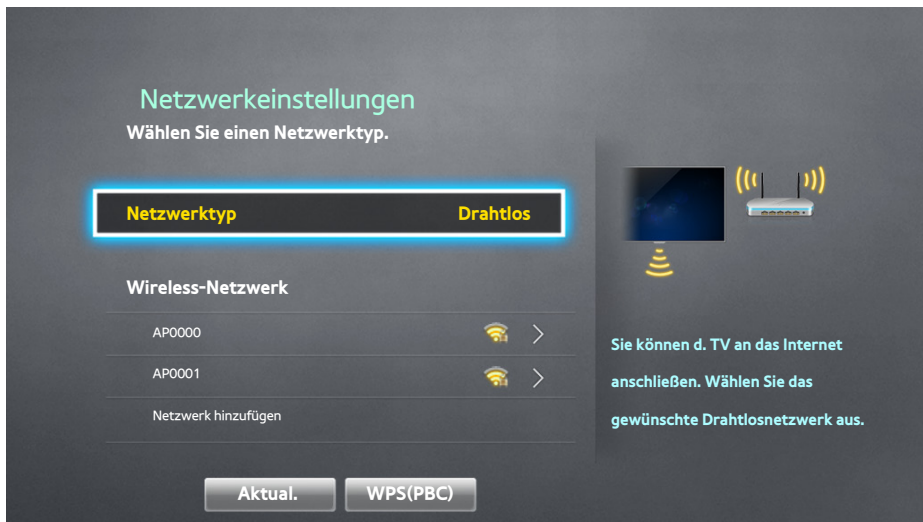 Netzwerkeinstellungen
Wählen Sie einen Netzwerktyp.
Netzwerktyp Drahtlos
Wireless-Netzwerk
AP0000
AP0001
Netzwerk hinzufügen
Aktual. WPS(PBC)
Sie können d. TV an das Internet
anschließen. Wählen Sie das
gewünschte Drahtlosnetzwerk aus.